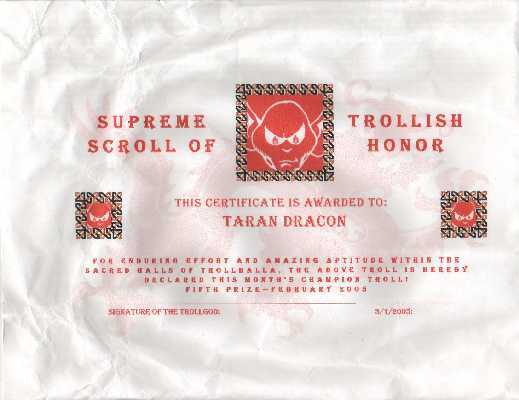 SUPREME TROLLISH
SCROLL OF HONOR
THIS CERTIFICATE IS AWARDED TO:
TARAN DRACON
FOR ENDURING EFFORT AND AMAZING APTITUDE WITHIN THE
SACRED HALLS OF TROLLHALLA, THE ABOVE TROLL IS HEREBY
DECLARED THIS MONTH'S CHAMPION TROLL!
FIFTH PRIZE—FEBRUARY 2005
SIGNATURE OF THE TROLLGOD: 3/1/2005: